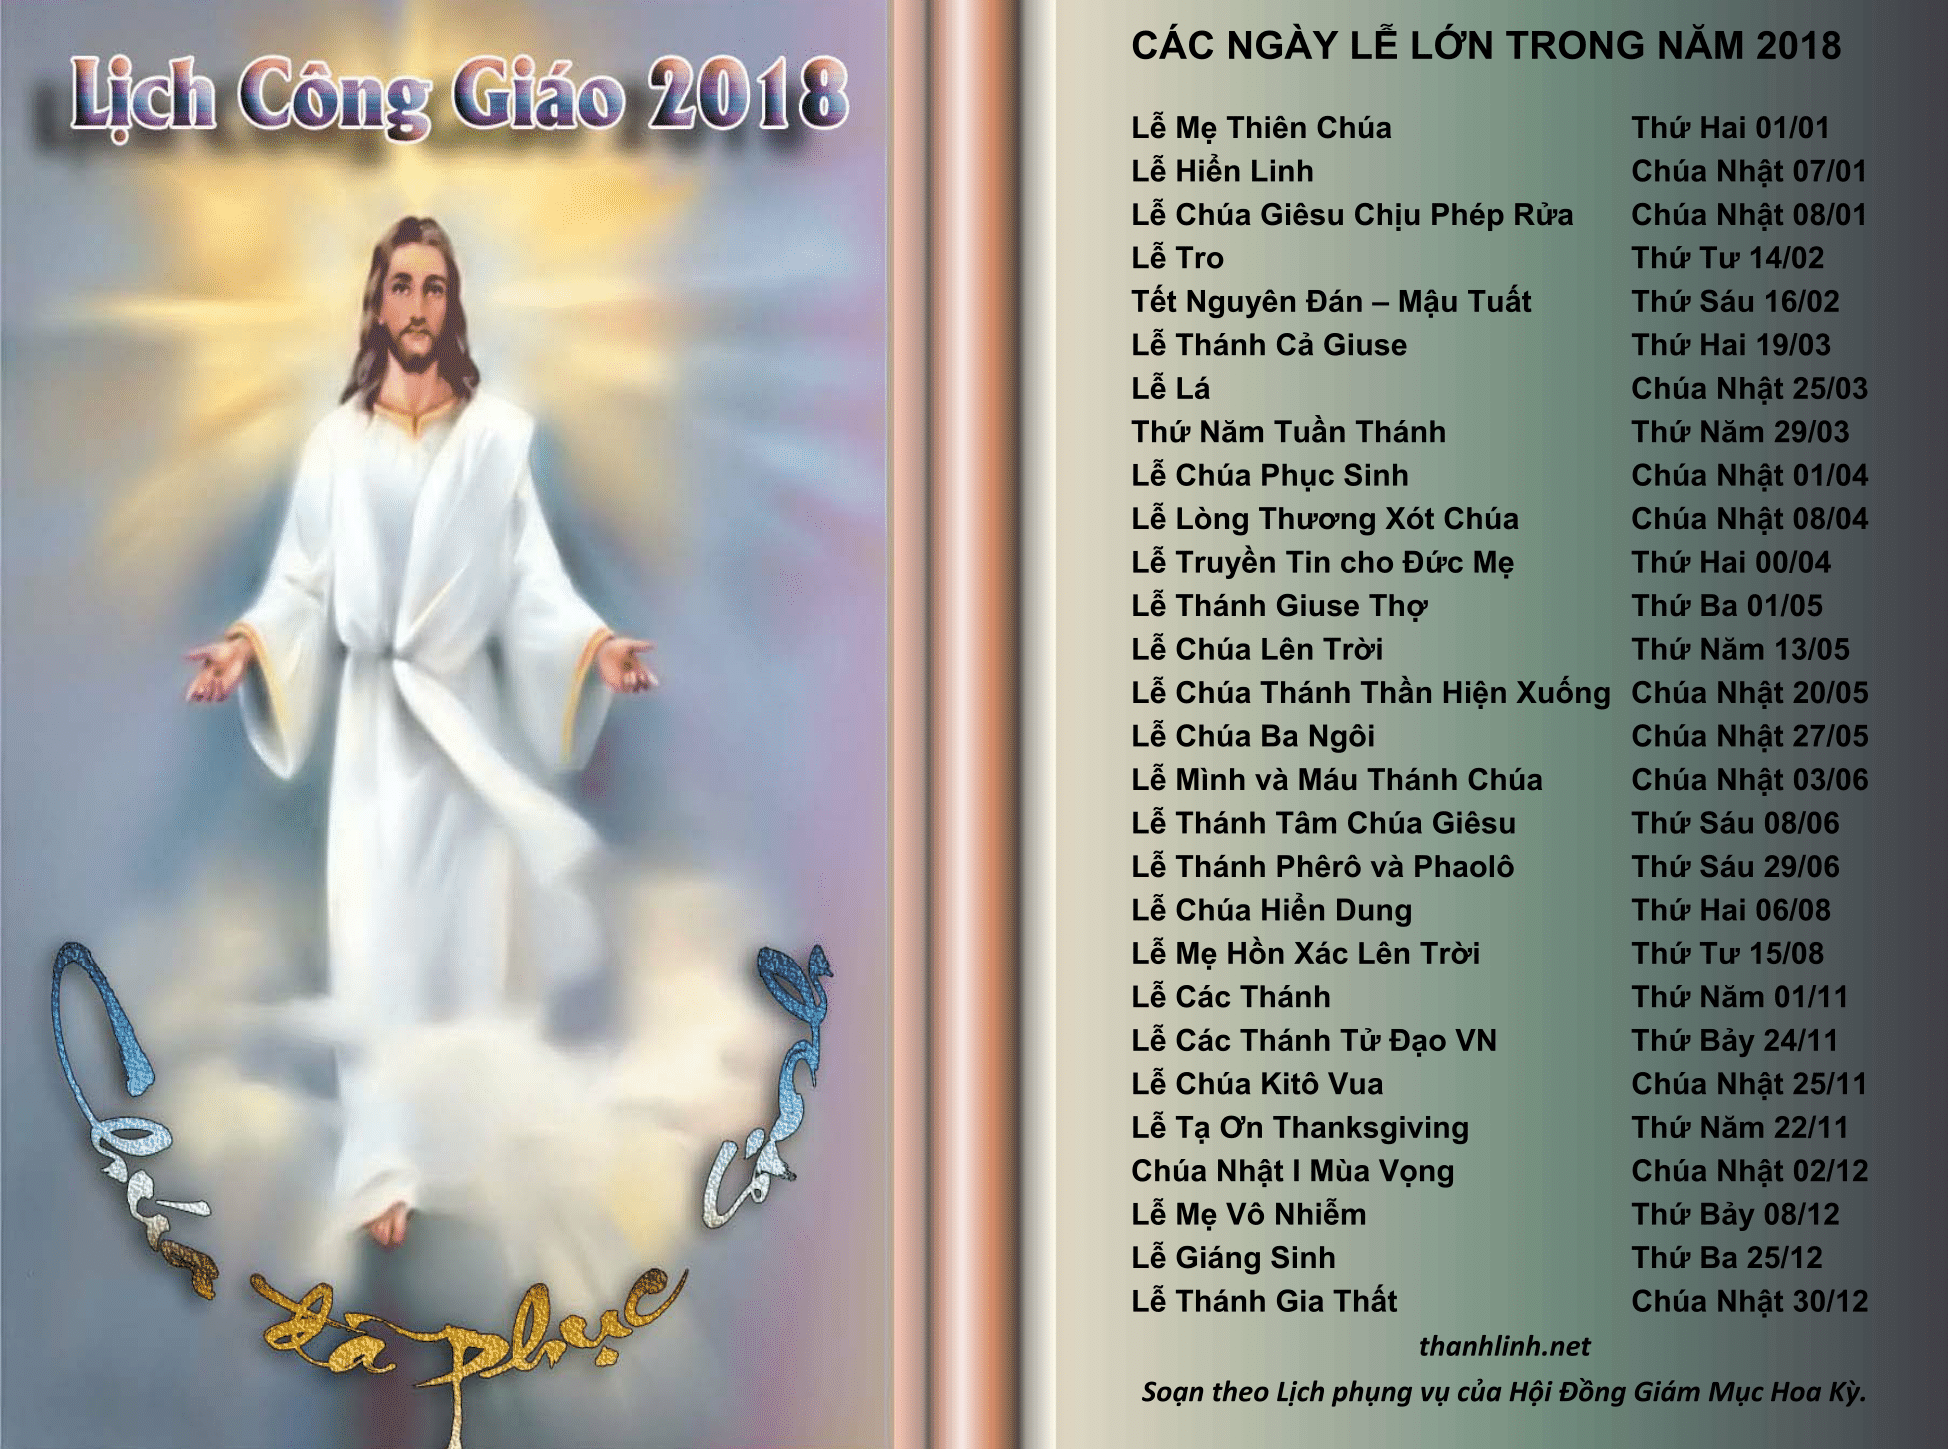 Lịch Công Giáo 2018
Chúa đã phục sinh
CÁC NGÀY LỄ LỚN TRONG NĂM 2018
Lễ Mẹ Thiên Chúa Thứ Hai 01/01
Lễ Hiển Linh Chúa Nhật 07/01
Lễ Chúa Giêsu Chịu Phép Rửa Chúa Nhật 08/01
Lễ Tro Thứ Tư 14/02
Tết Nguyên Đán – Mậu Tuất Thứ Sáu 16/02
Lễ Thánh Cả Giuse Thứ Hai 19/03
Lễ Lá Chúa Nhật 25/03
Thứ Năm Tuần Thánh Thứ Năm 29/03
Lễ Chúa Phục Sinh Chúa Nhật 01/04
Lễ Lòng Thương Xót Chúa Chúa Nhật 08/04
Lễ Truyền Tin cho Đức Mẹ Thứ Hai 00/04
Lễ Thánh Giuse Thợ Thứ Ba 01/05
Lễ Chúa Lên Trời Thứ Năm 13/05
Lễ Chúa Thánh Thần Hiện Xuống Chúa Nhật 20/05
Lễ Chúa Ba Ngôi Chúa Nhật 27/05
Lễ Mình và Máu Thánh Chúa Chúa Nhật 03/06
Lễ Thánh Tâm Chúa Giêsu Thứ Sáu 08/06
Lễ Thánh Phêrô và Phaolô Thứ Sáu 29/06
Lễ Chúa Hiển Dung Thứ Hai 06/08
Lễ Mẹ Hồn Xác Lên Trời Thứ Tư 15/08
Lễ Các Thánh Thứ Năm 01/11
Lễ Các Thánh Tử Đạo VN Thứ Bảy 24/11
Lễ Chúa Kitô Vua Chúa Nhật 25/11
Lễ Tạ Ơn Thanksgiving Thứ Năm 22/11
Chúa Nhật I Mùa Vọng Chúa Nhật 02/12
Lễ Mẹ Vô Nhiễm Thứ Bảy 08/12
Lễ Giáng Sinh Thứ Ba 25/12
Lễ Thánh Gia Thất Chúa Nhật 30/12
thanhlinh.net
Soạn theo Lịch phụng vụ của Hội Đồng Giám Mục Hoa Kỳ.